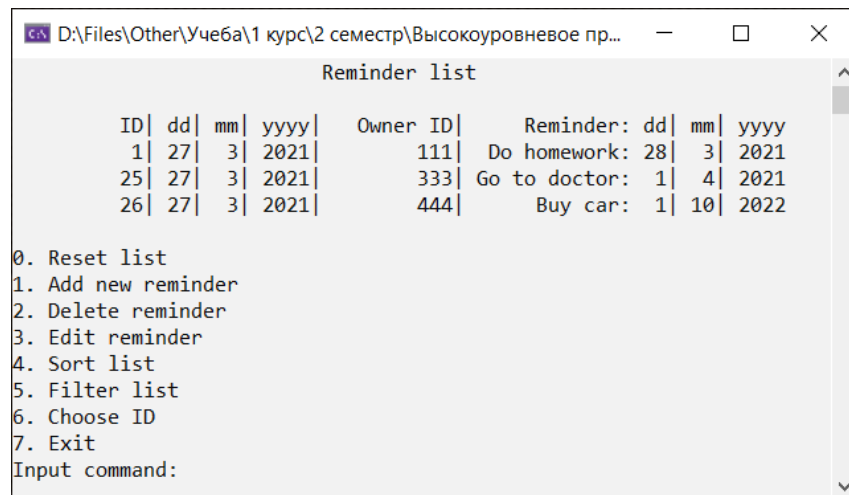 D:\Files\Other\Учеба\1 курс\2 семестр\Высокоуровневое пр...
Reminder list
ID| dd| mm| yyyy| Owner ID| Reminder: dd| mm| yyyy
1| 27| 3| 2021| 111| Do homework: 28| 3| 2021
25| 27| 3| 2021| 333| Go to doctor: 1| 4| 2021
26| 27| 3| 2021| 444| Buy car: 1| 10| 2022
0. Reset list
1. Add new reminder
2. Delete reminder
3. Edit reminder
4. Sort list
5. Filter list
6. Choose ID
7. Exit
Input command: